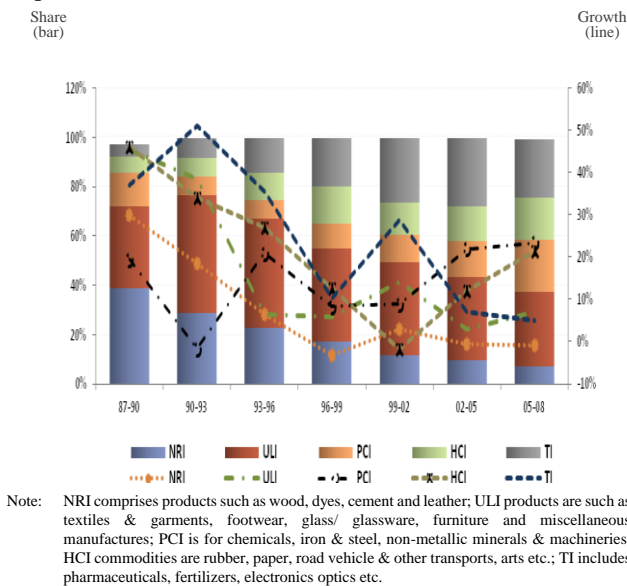 Share Growth
(bar) (line)
120% 60%
100% 50%
80% 40%
30%
60% 20%
40% 10%
20% 0%
0% -10%
87-90 90-93 93-96 96-99 99-02 02-05 05-08
NRI ULI PCI HCI TI
NRI ULI PCI HCI TI
Note: NRI comprises products such as wood, dyes, cement and leather; ULI products are such as
textiles & garments, footwear, glass/ glassware, furniture and miscellaneous
manufactures; PCI is for chemicals, iron & steel, non-metallic minerals & machineries
HCI commodities are rubber, paper, road vehicle & other transports, arts etc.; TI includes
pharmaceuticals, fertilizers, electronics optics etc.